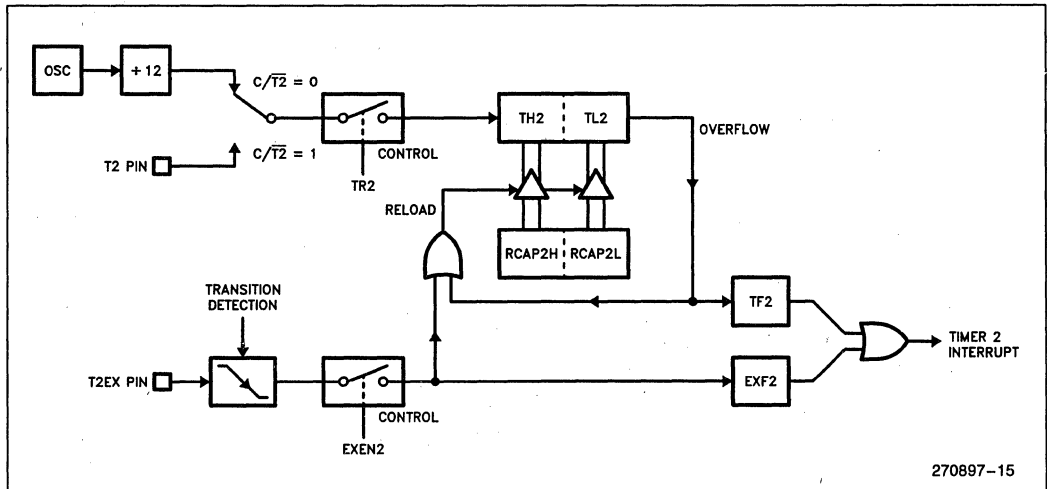 OSC
÷12
C/T2̅ = 0
TH2
TL2
OVERFLOW
CONTROL
C/T2̅ = 1
T2 PIN
TR2
RELOAD
RCAP2H
RCAP2L
TRANSITION
DETECTION
TF2
TIMER 2
INTERRUPT
T2EX PIN
EXF2
CONTROL
EXEN2
270897-15